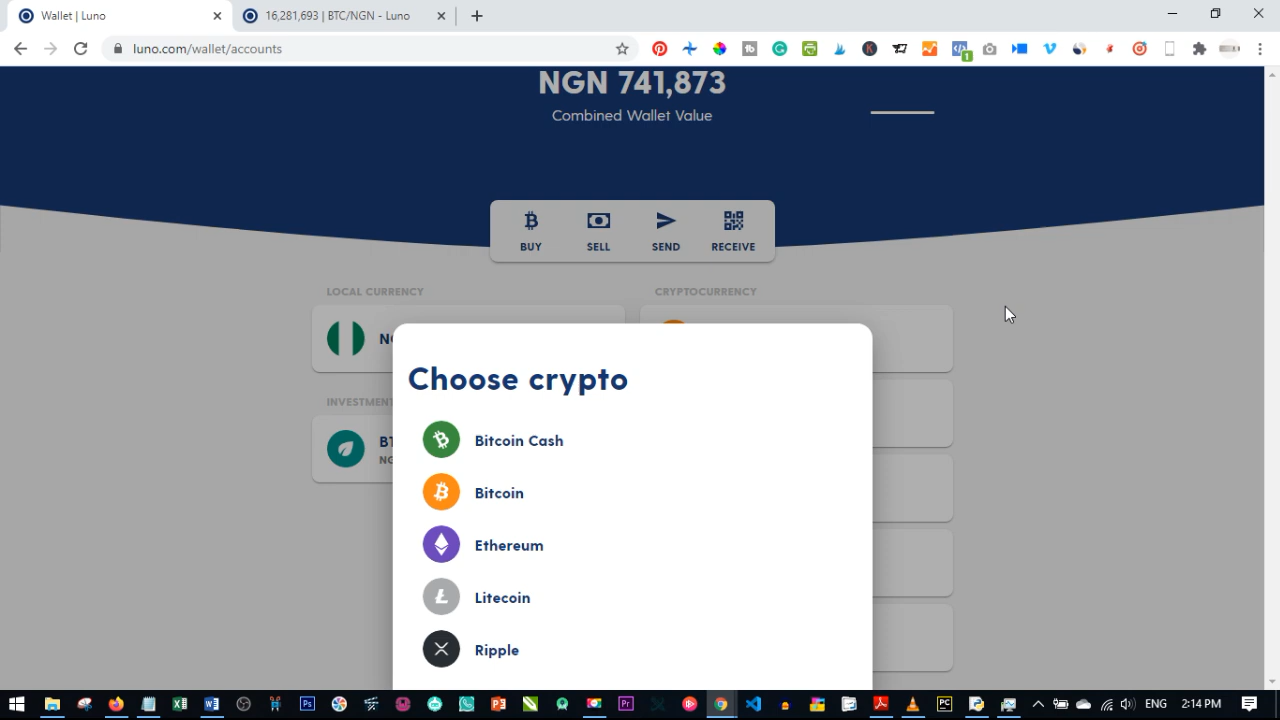 Wallet | Luno
16,281,693 | BTC/NGN - Luno
luno.com/wallet/accounts
1
NGN 741,873
Combined Wallet Value
BUY
SELL
SEND
RECEIVE
LOCAL CURRENCY
CRYPTOCURRENCY
Choose crypto
INVESTMENT
Bitcoin Cash
Bitcoin
Ethereum
Litecoin
Ripple
ENG
2:14 PM